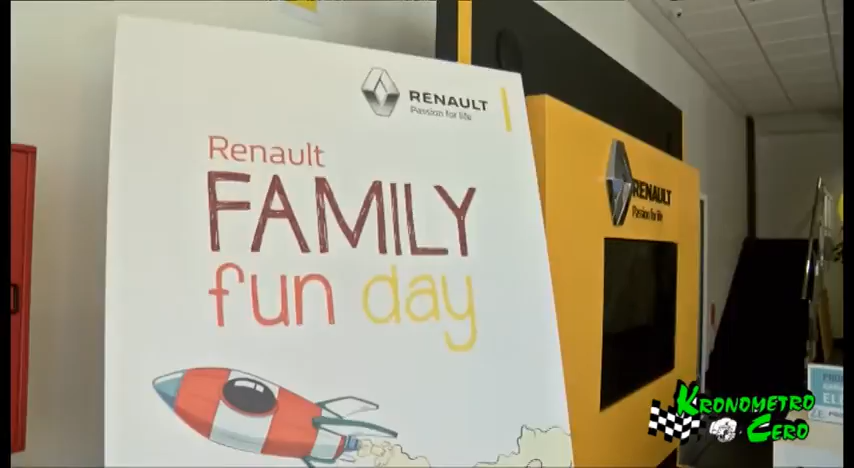 RENAULT
Passion for life
Renault
FAMILY
fun day
RENAULT
Passion for life
KRONOMETRO
CERO